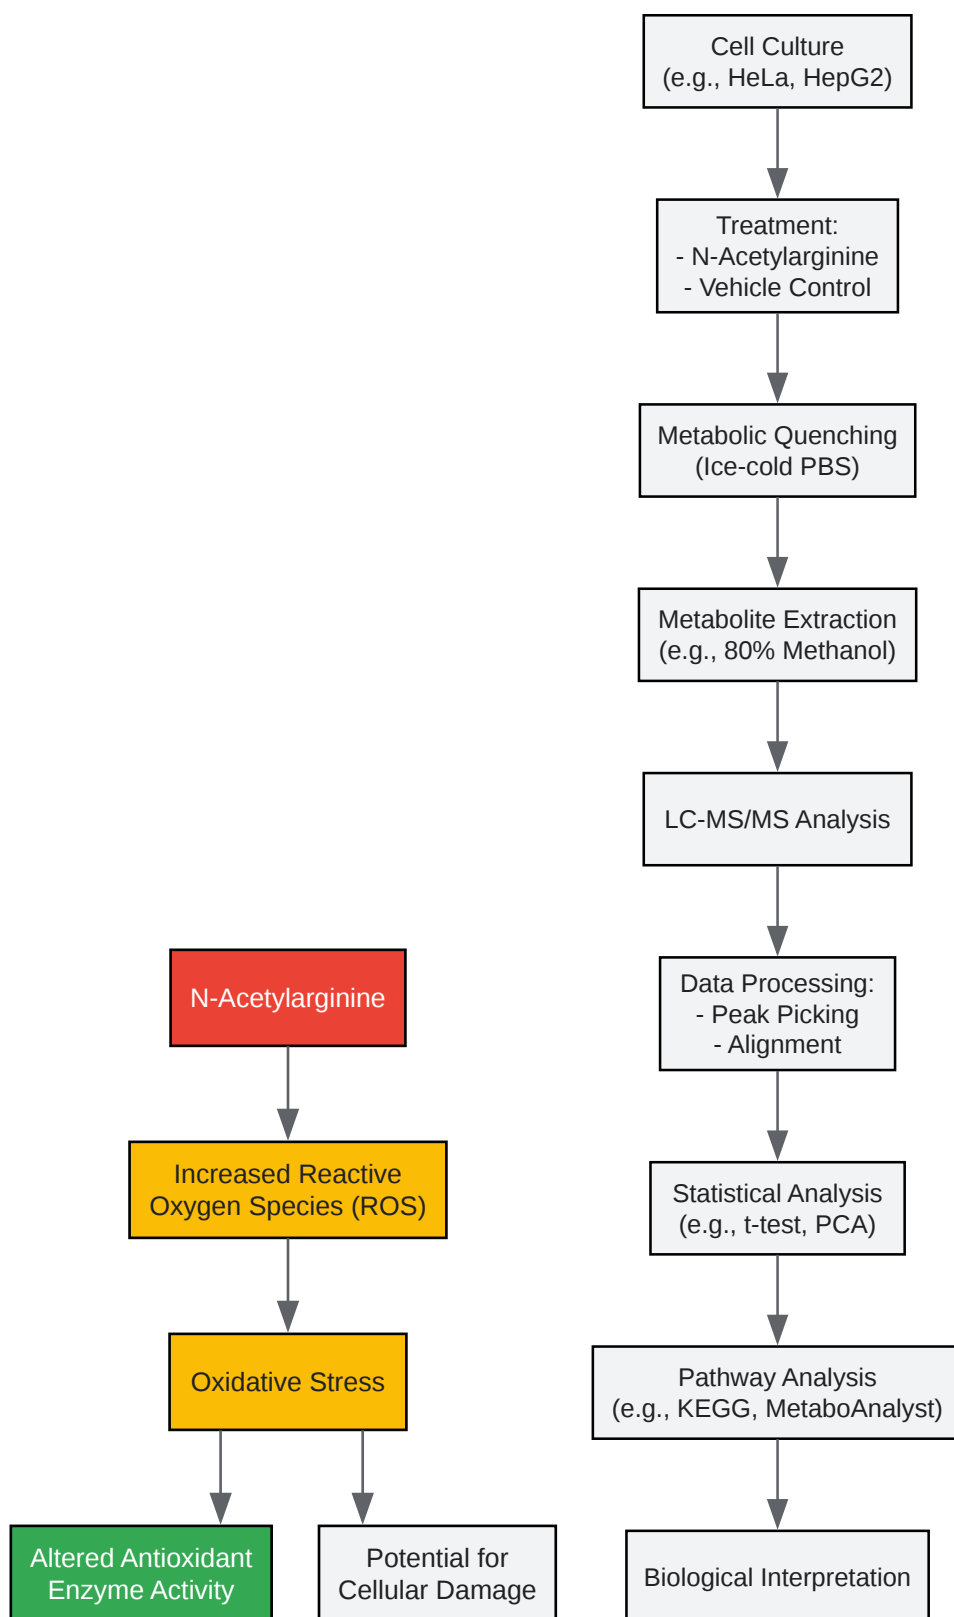 Cell Culture
(e.g., HeLa, HepG2)
Treatment:
- N-Acetylarginine
- Vehicle Control
Metabolic Quenching
(Ice-cold PBS)
Metabolite Extraction
(e.g., 80% Methanol)
LC-MS/MS Analysis
Data Processing:
- Peak Picking
- Alignment
Statistical Analysis
(e.g., t-test, PCA)
Pathway Analysis
(e.g., KEGG, MetaboAnalyst)
Biological Interpretation
N-Acetylarginine
Increased Reactive
Oxygen Species (ROS)
Oxidative Stress
Altered Antioxidant
Enzyme Activity
Potential for
Cellular Damage